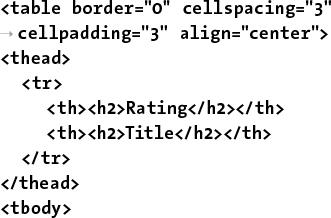 <table border="0" cellspacing="3"
→ cellpadding="3" align="center">
<thead>
<tr>
<th><h2>Rating</h2></th>
<th><h2>Title</h2></th>
</tr>
</thead>
<tbody>